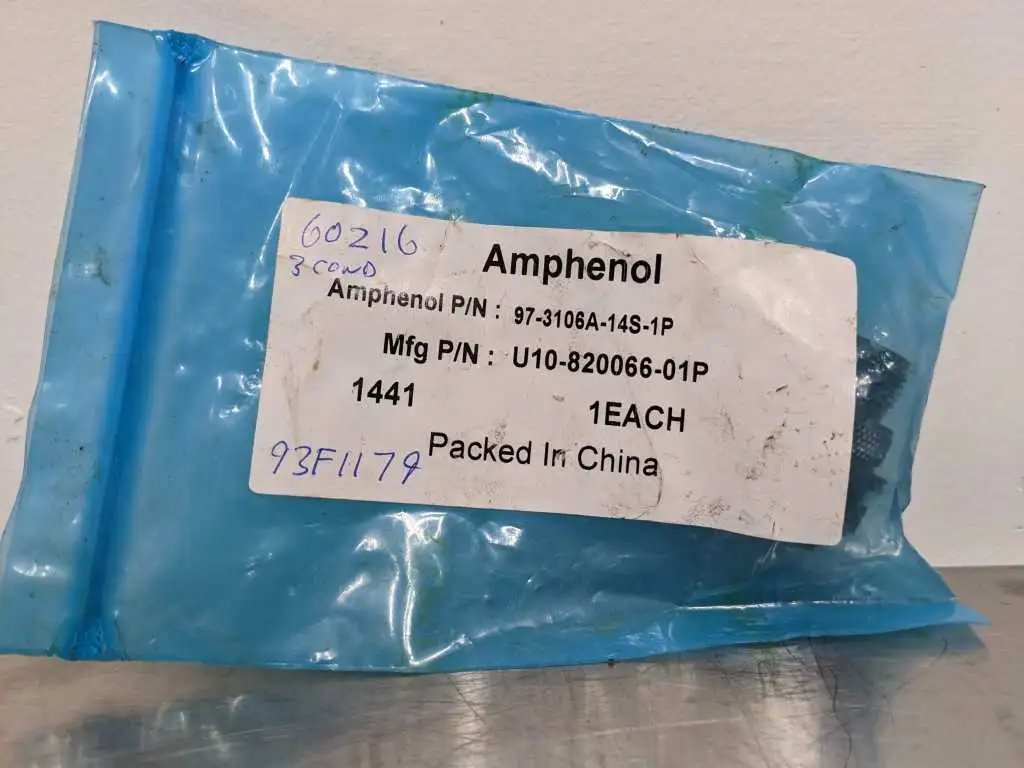 60216
3 COND
Amphenol
Amphenol P/N : 97-3106A-14S-1P
Mfg P/N : U10-820066-01P
1441 1EACH
Packed In China
93F1179